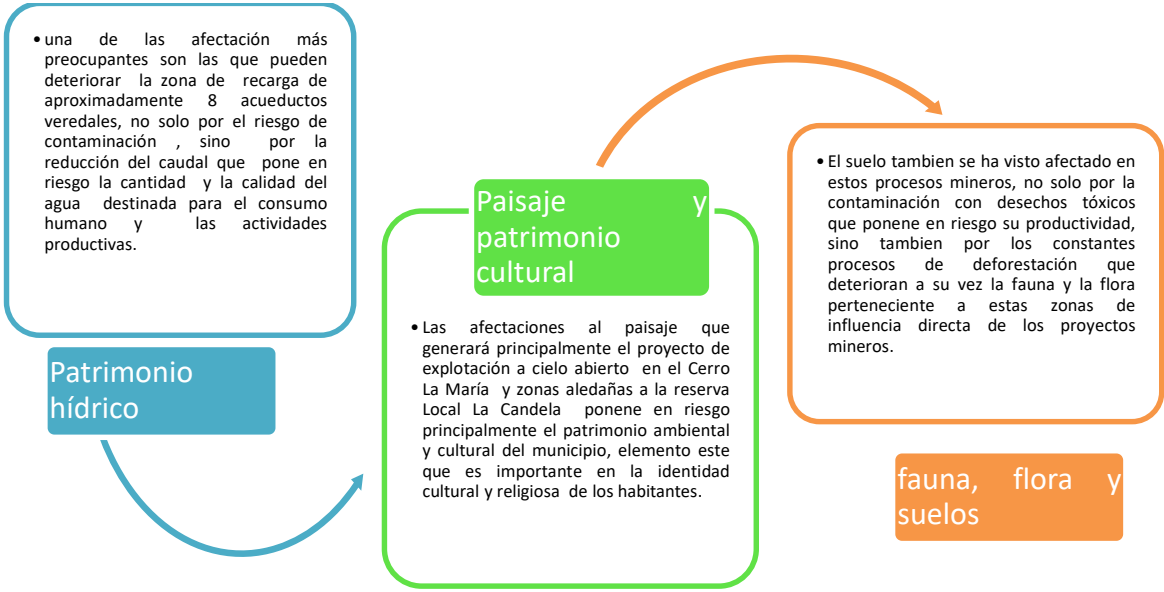 • una de las afectación más
preocupantes son las que pueden
deteriorar la zona de recarga de
aproximadamente 8 acueductos
veredales, no solo por el riesgo de
contaminación , sino por la
reducción del caudal que pone en
riesgo la cantidad y la calidad del
agua destinada para el consumo
humano y las actividades
productivas.
Patrimonio
hídrico
Paisaje y
patrimonio
cultural
• Las afectaciones al paisaje que
generará principalmente el proyecto de
explotación a cielo abierto en el Cerro
La María y zonas aledañas a la reserva
Local La Candela ponene en riesgo
principalmente el patrimonio ambiental
y cultural del municipio, elemento este
que es importante en la identidad
cultural y religiosa de los habitantes.
• El suelo tambien se ha visto afectado en
estos procesos mineros, no solo por la
contaminación con desechos tóxicos
que ponene en riesgo su productividad,
sino tambien por los constantes
procesos de deforestación que
deterioran a su vez la fauna y la flora
perteneciente a estas zonas de
influencia directa de los proyectos
mineros.
fauna, flora y
suelos